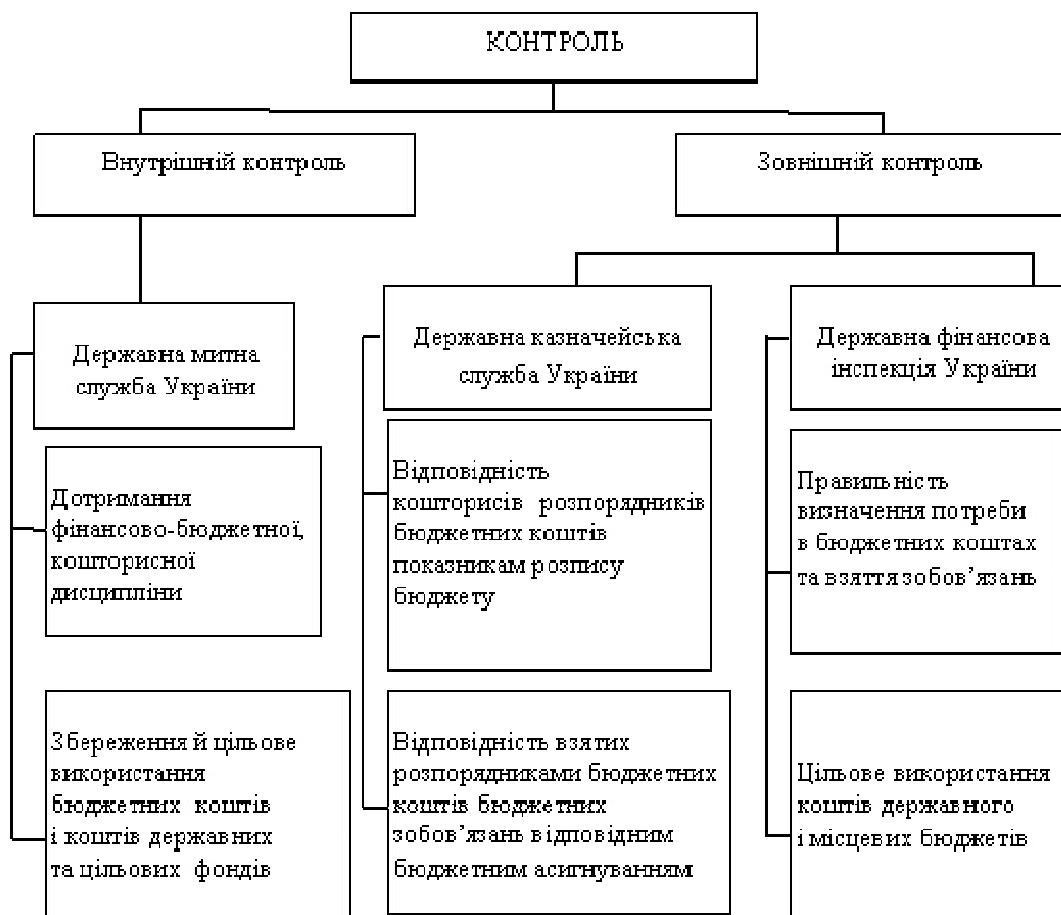 КОНТРОЛЬ
Внутрішній контроль
Зовнішній контроль
Державна митна
служба України
Державна казначейська
служба України
Державна фінансова
інспекція України
Дотримання
фінансово-бюджетної,
кошторисної
дисципліни
Відповідність
кошторисів розпорядників
бюджетних коштів
показникам розпису
бюджету
Правильність
визначення потреби
в бюджетних коштах
та взяття зобов’язань
Збереження й цільове
використання
бюджетних коштів
і коштів державних
та цільових фондів
Відповідність взятих
розпорядниками бюджетних
коштів бюджетних
зобов’язань відповідним
бюджетним асигнуванням
Цільове використання
коштів державного
і місцевих бюджетів